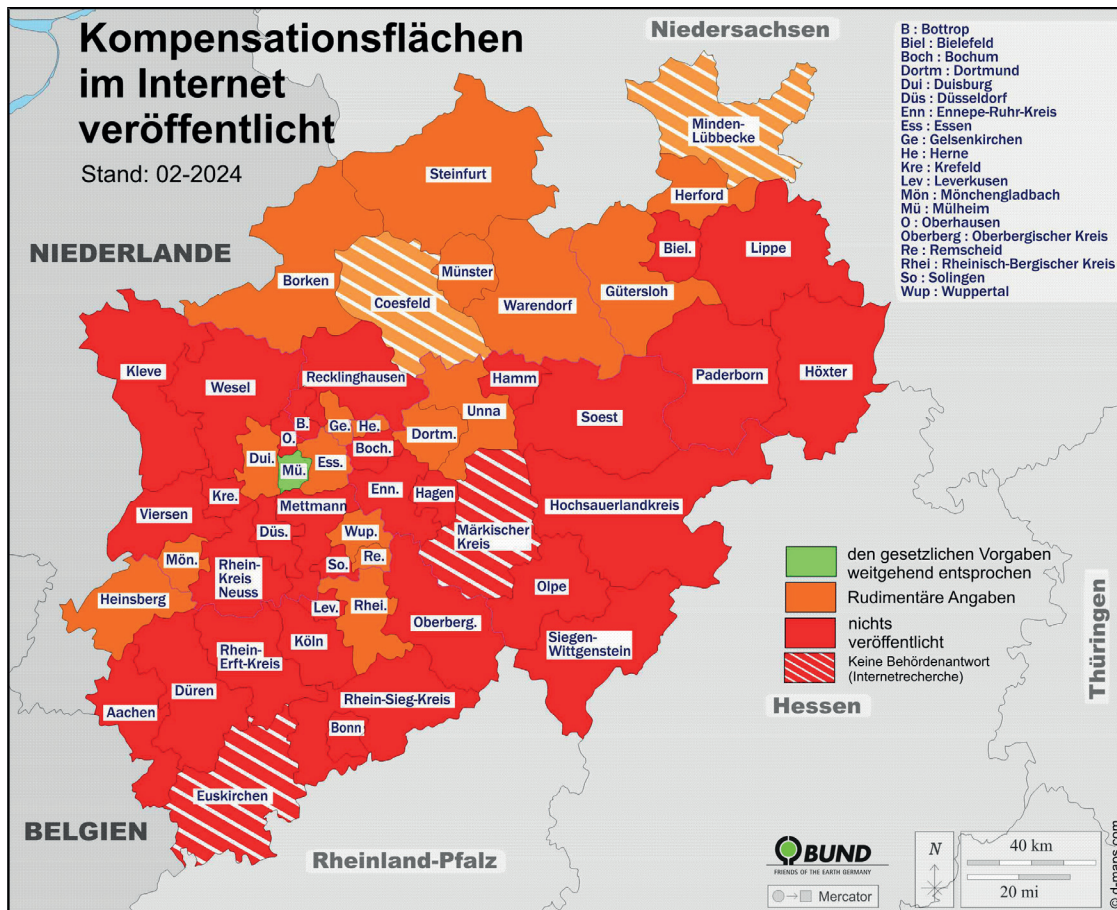 Kompensationsflächen
im Internet
veröffentlicht
Stand: 02-2024
Niedersachsen
B : Bottrop
Biel : Bielefeld
Boch : Bochum
Dortm : Dortmund
Dui : Duisburg
Düs : Düsseldorf
Enn : Ennepe-Ruhr-Kreis
Ess : Essen
Ge : Gelsenkirchen
He : Herne
Kre : Krefeld
Lev : Leverkusen
Mön : Mönchengladbach
Mü : Mülheim
O : Oberhausen
Oberberg : Oberbergischer Kreis
Re : Remscheid
Rhei : Rheinisch-Bergischer Kreis
So : Solingen
Wup : Wuppertal
Minden-
Lübbecke
Steinfurt
Herford
NIEDERLANDE
Biel.
Lippe
Münster
Borken
Coesfeld
Warendorf
Gütersloh
Kleve
Wesel
Recklinghausen
Hamm
Paderborn
Höxter
Unna
Soest
B.
O.
Ge.
He.
Dortm.
Boch.
Dui.
Mü.
Ess.
Enn.
Hagen
Kre.
Mettmann
Hochsauerlandkreis
Viersen
Düs.
Wup.
Märkischer
Kreis
Mön.
Rhein-
Kreis
Neuss
So.
Re.
Heinsberg
Lev.
Rhei.
Olpe
Oberberg.
Köln
Siegen-
Wittgenstein
Rhein-
Erft-Kreis
Düren
Rhein-Sieg-Kreis
Aachen
Bonn
Euskirchen
den gesetzlichen Vorgaben
weitgehend entsprochen
Rudimentäre Angaben
nichts
veröffentlicht
Keine Behördenantwort
(Internetrecherche)
Thüringen
Hessen
BELGIEN
Rheinland-Pfalz
BUND
FRIENDS OF THE EARTH GERMANY
Mercator
N
40 km
20 mi
© d-maps.com